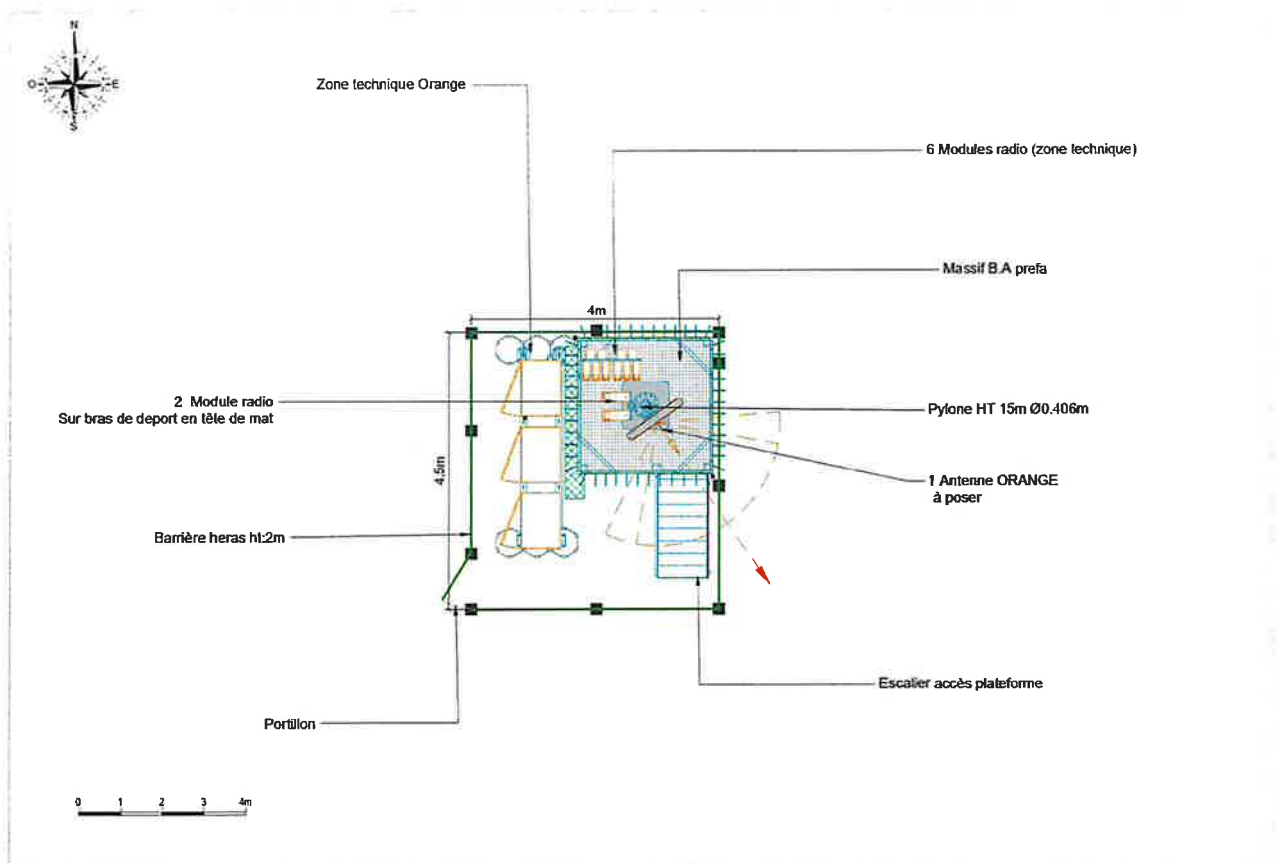 N
O
E
S
Zone technique Orange
6 Modules radio (zone technique)
Massif B.A prefa
4m
2 Module radio
Sur bras de deport en tële de mat
Pylone HT 15m Ø0.406m
4,5m
1 Antenne ORANGE
à poser
Barrière heras ht:2m
Escalier accès plateforme
Portillon
0 1 2 3 4m